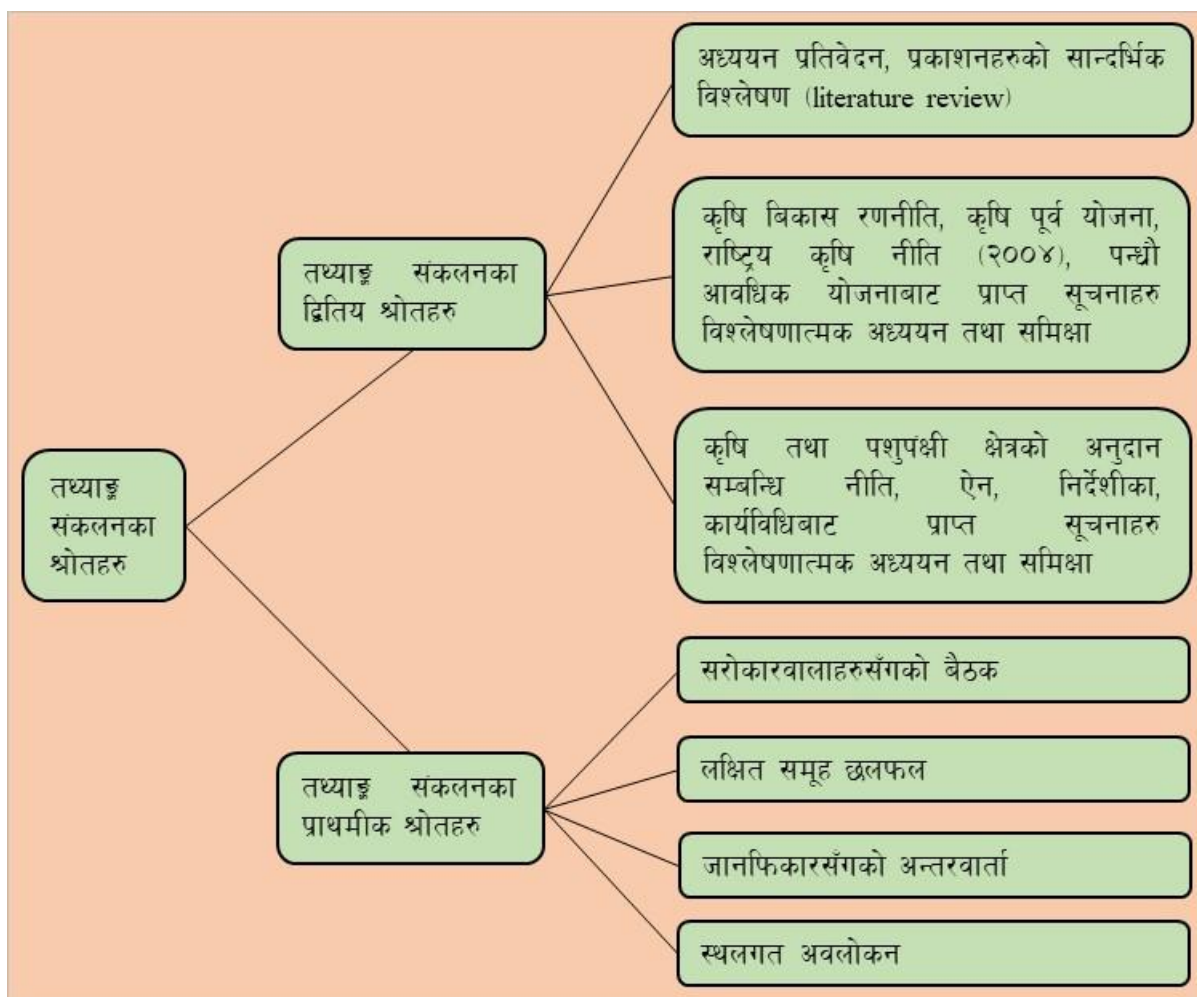 अध्ययन प्रतिवेदन, प्रकाशनहरुको सान्दर्भिक
विश्लेषण (literature review)
कृषि बिकास रणनीति, कृषि पूर्व योजना,
राष्ट्रिय कृषि नीति (२००४), पन्ध्रौ
आवधिक योजनाबाट प्राप्त सूचनाहरु
विश्लेषणात्मक अध्ययन तथा समिक्षा
तथ्याङ्क संकलनका
द्वितिय श्रोतहरु
कृषि तथा पशुपंक्षी क्षेत्रको अनुदान
सम्बन्धि नीति, ऐन, निर्देशीका,
कार्यविधिबाट प्राप्त सूचनाहरु
विश्लेषणात्मक अध्ययन तथा समिक्षा
तथ्याङ्क
संकलनका
श्रोतहरु
सरोकारवालाहरुसँगको बैठक
लक्षित समूह छलफल
तथ्याङ्क संकलनका
प्राथमीक श्रोतहरु
जानफिकारसँगको अन्तरवार्ता
स्थलगत अवलोकन